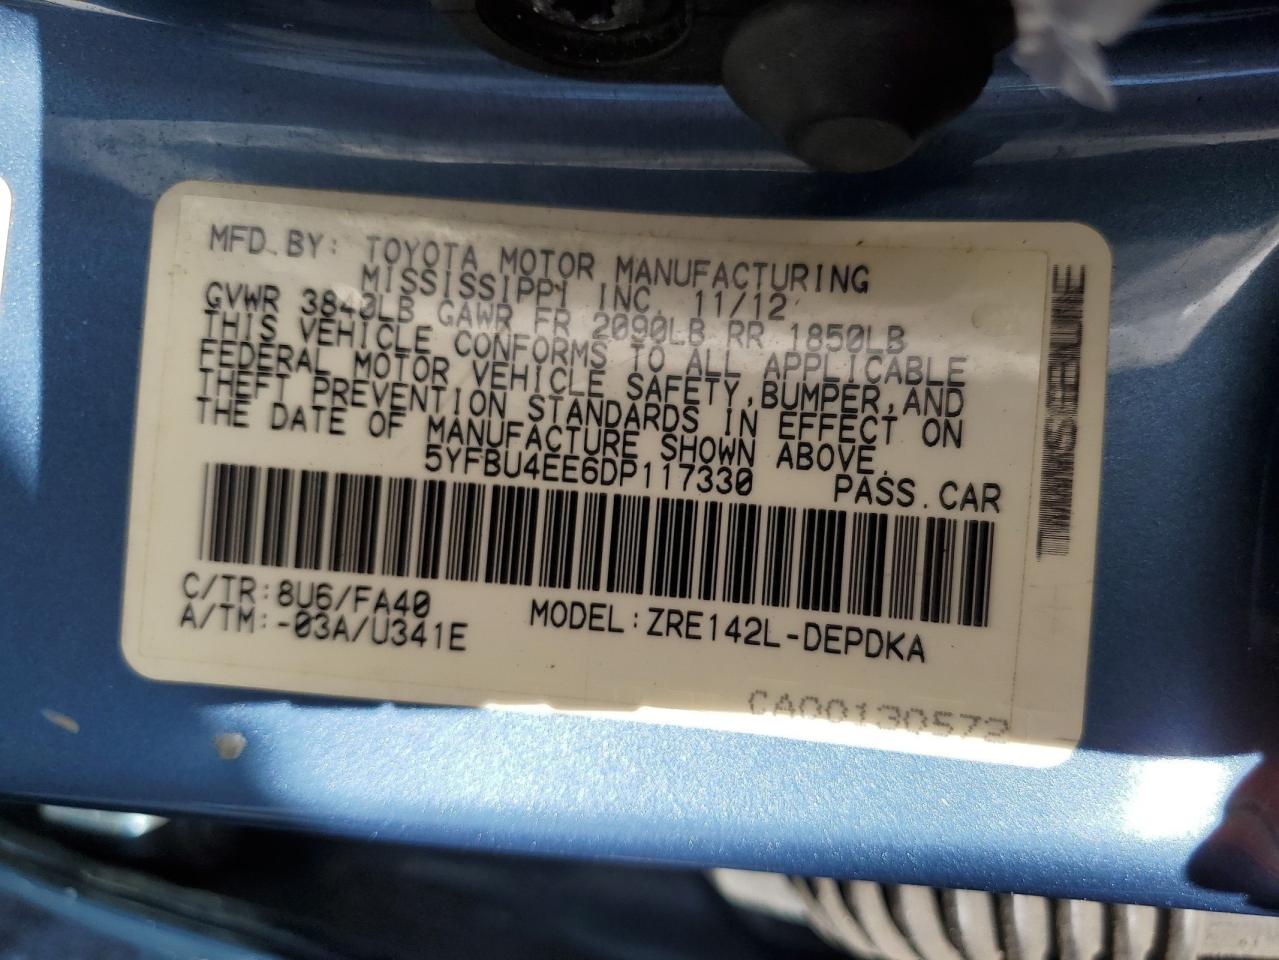 MFD.BY: TOYOTA MOTOR MANUFACTURING
MISSISSIPPI INC. 11/12
GVWR 3840LB GAWR FR 2090LB RR 1850LB
THIS VEHICLE CONFORMS TO ALL APPLICABLE
FEDERAL MOTOR VEHICLE SAFETY,BUMPER,AND
THEFT PREVENTION STANDARDS IN EFFECT ON
THE DATE OF MANUFACTURE SHOWN ABOVE.
5YFBU4EE6DP117330 PASS.CAR
C/TR:8U6/FA40
A/TM:-03A/U341E MODEL:ZRE142L-DEPDKA
CA00130572